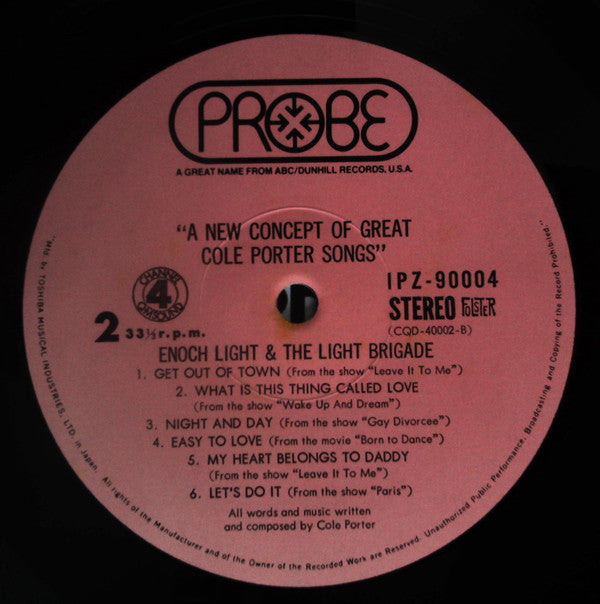 PROBE
A GREAT NAME FROM ABC/DUNHILL RECORDS, U.S.A.
"A NEW CONCEPT OF GREAT
COLE PORTER SONGS"
CHANNEL
4
IPZ-90004
STEREO
(CQD-40002-B)
2 33⅓ r.p.m.
ENOCH LIGHT & THE LIGHT BRIGADE
1. GET OUT OF TOWN (From the show "Leave It To Me")
2. WHAT IS THIS THING CALLED LOVE
(From the show "Wake Up And Dream")
3. NIGHT AND DAY (From the show "Gay Divorcee")
4. EASY TO LOVE (From the movie "Born to Dance")
5. MY HEART BELONGS TO DADDY
(From the show "Leave It To Me")
6. LET'S DO IT (From the show "Paris")
All words and music written
and composed by Cole Porter
"Mfd. by TOSHIBA MUSICAL INDUSTRIES, LTD. in Japan. All rights of the Manufacturer and of the Owner of the Recorded Work are Reserved. Unauthorized Public Performance, Broadcasting and Copying of the Record Prohibited."